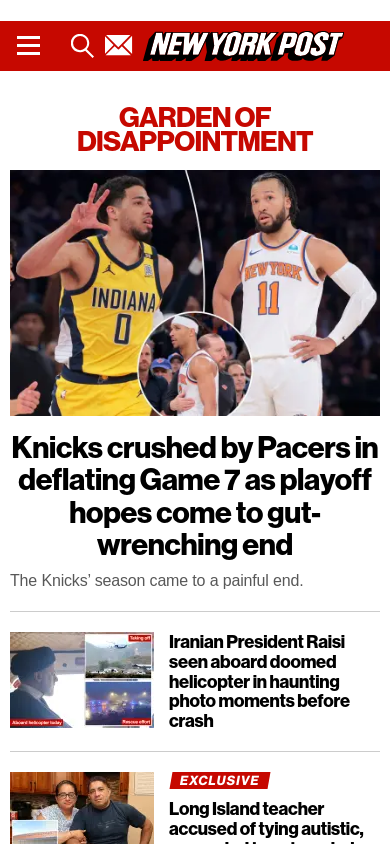 NEW YORK POST
GARDEN OF
DISAPPOINTMENT
INDIANA
0
NEW YORK
11
Knicks crushed by Pacers in
deflating Game 7 as playoff
hopes come to gut-
wrenching end
The Knicks' season came to a painful end.
Taking off
Aboard helicopter today
Rescue effort
Iranian President Raisi
seen aboard doomed
helicopter in haunting
photo moments before
crash
EXCLUSIVE
Long Island teacher
accused of tying autistic,